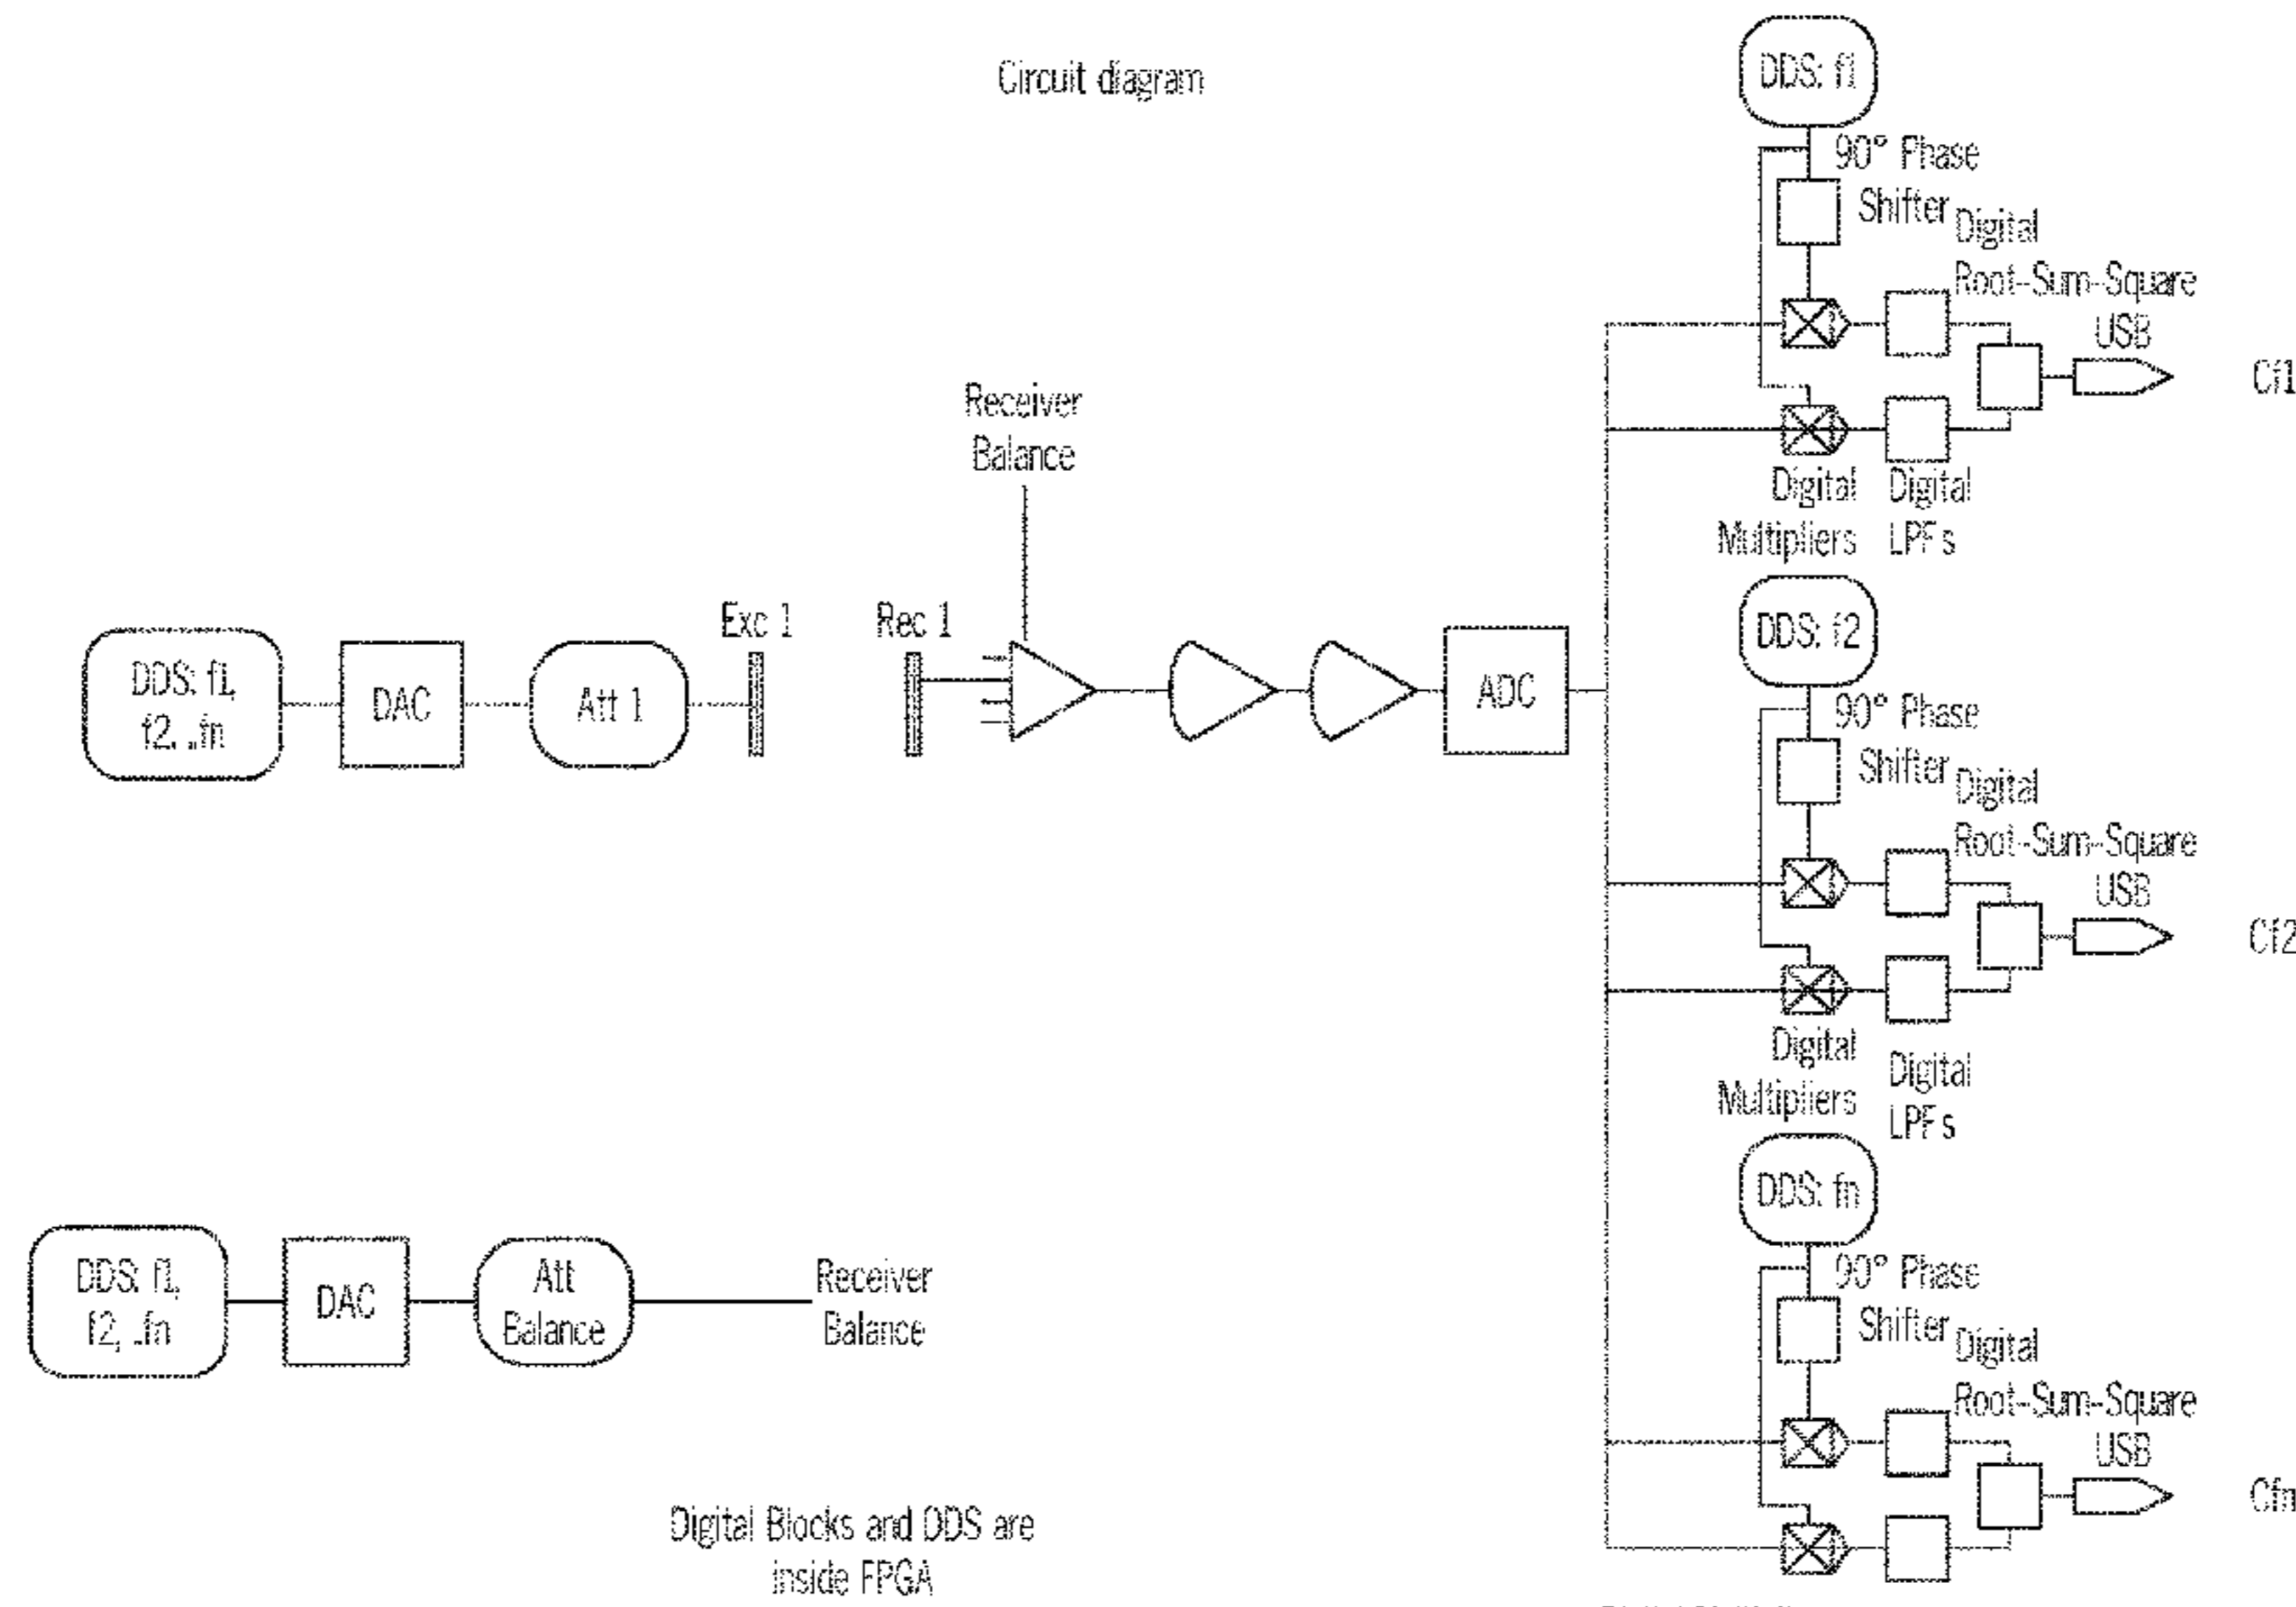 Circuit diagram
DDS: f1
90° Phase
Shifter
Digital
Root-Sum-Square
USB
Cf1
Digital
Multipliers
Digital
LPFs
Receiver
Balance
DDS: f1,
f2, ..fn
DAC
Att 1
Exc 1
Rec 1
ADC
DDS: f2
90° Phase
Shifter
Digital
Root-Sum-Square
USB
Cf2
Digital
Multipliers
Digital
LPFs
DDS: f1,
f2, ..fn
DAC
Att
Balance
Receiver
Balance
DDS: fn
90° Phase
Shifter
Digital
Root-Sum-Square
USB
Cfn
Digital Blocks and DDS are
inside FPGA